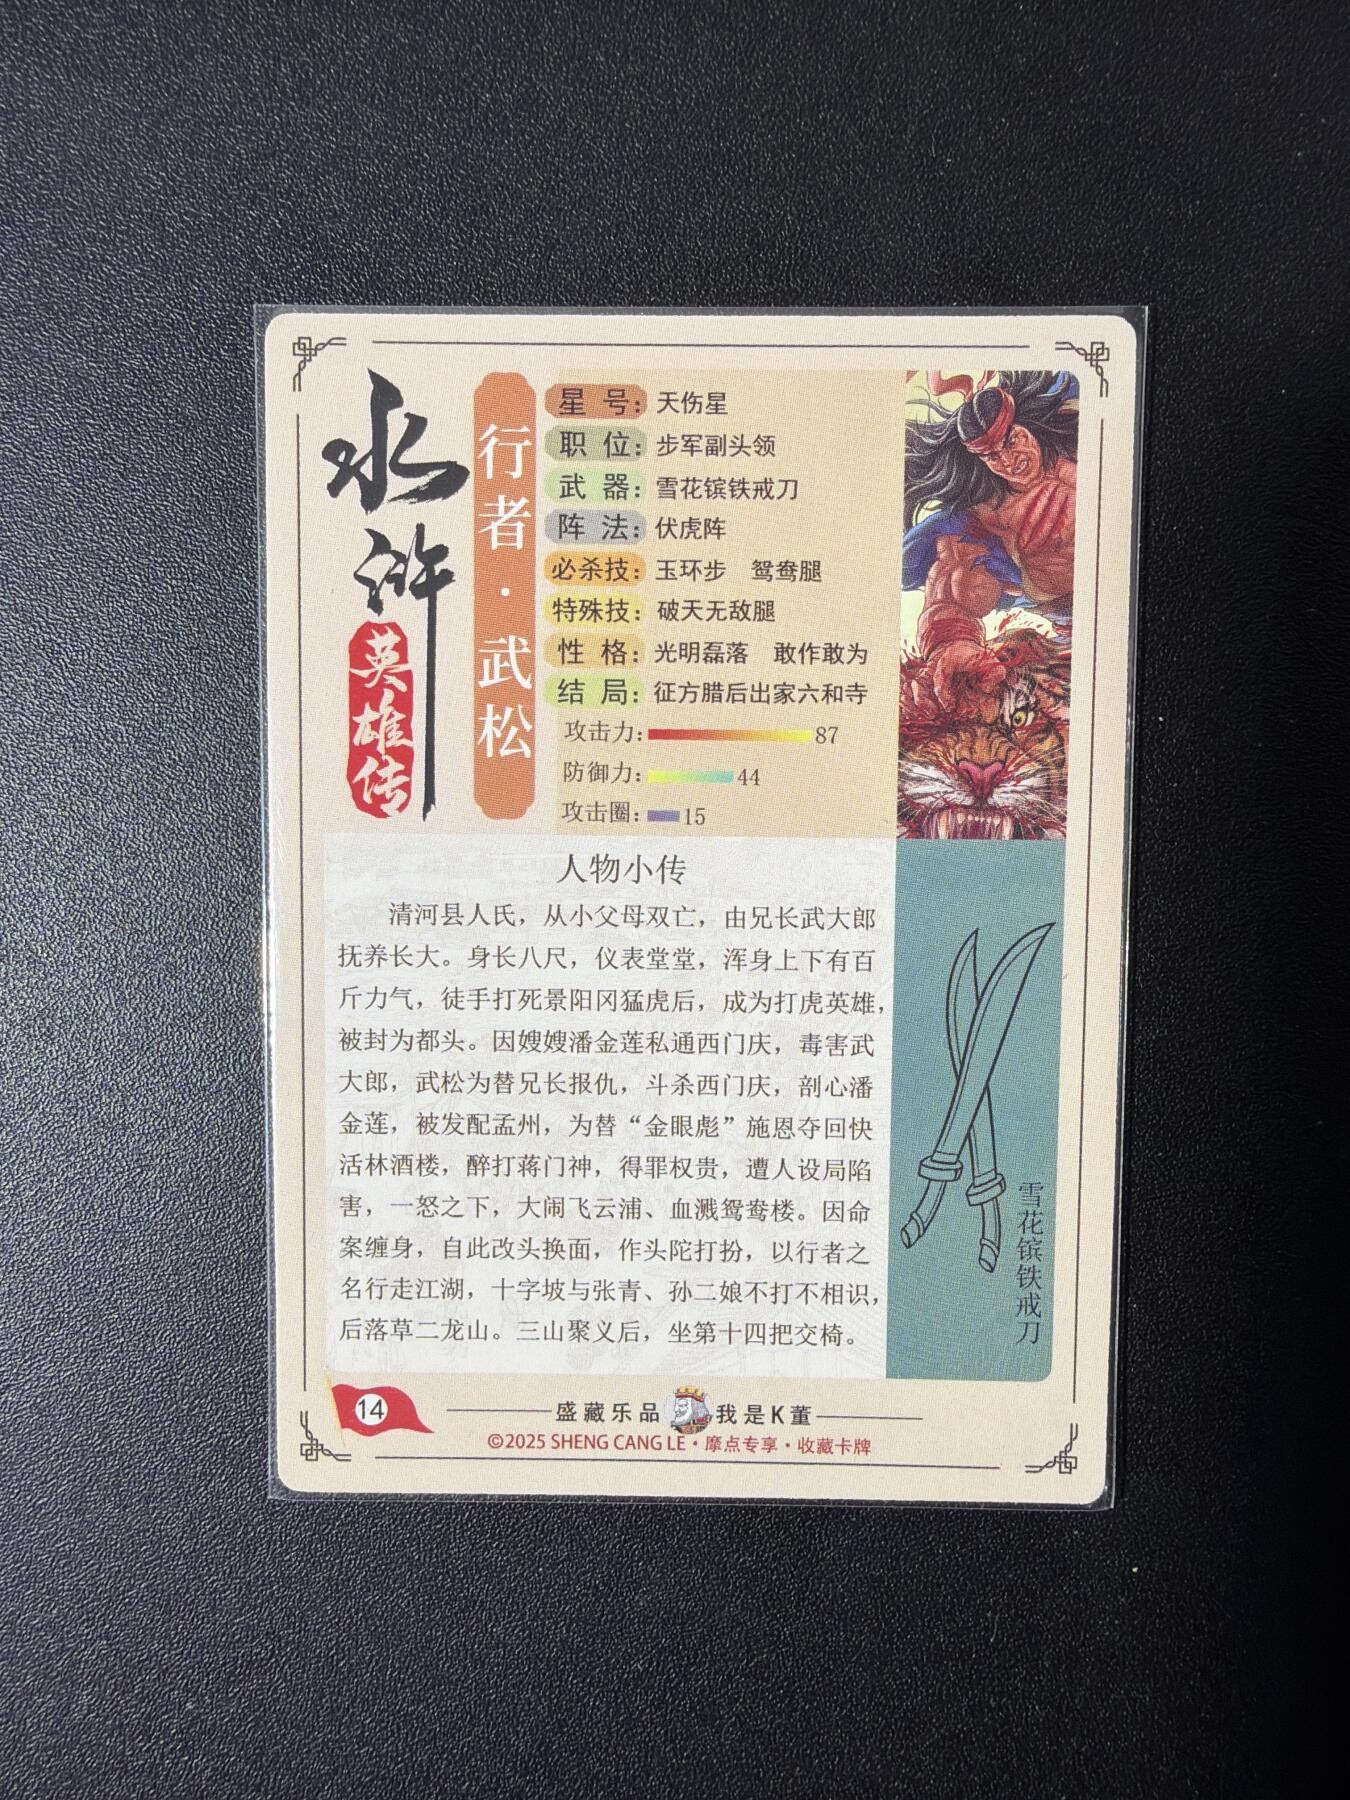 水浒
英雄传
行者·武松
星号：天伤星
职位：步军副头领
武器：雪花镔铁戒刀
阵法：伏虎阵
必杀技：玉环步 鸳鸯腿
特殊技：破天无敌腿
性格：光明磊落 敢作敢为
结局：征方腊后出家六和寺
攻击力：87
防御力：44
攻击圈：15
人物小传
清河县人氏，从小父母双亡，由兄长武大郎
抚养长大。身长八尺，仪表堂堂，浑身上下有百
斤力气，徒手打死景阳冈猛虎后，成为打虎英雄，
被封为都头。因嫂嫂潘金莲私通西门庆，毒害武
大郎，武松为替兄长报仇，斗杀西门庆，剖心潘
金莲，被发配孟州，为替“金眼彪”施恩夺回快
活林酒楼，醉打蒋门神，得罪权贵，遭人设局陷
害，一怒之下，大闹飞云浦、血溅鸳鸯楼。因命
案缠身，自此改头换面，作头陀打扮，以行者之
名行走江湖，十字坡与张青、孙二娘不打不相识，
后落草二龙山。三山聚义后，坐第十四把交椅。
雪花镔铁戒刀
14
盛藏乐品 我是K董
©2025 SHENG CANG LE·摩点专享·收藏卡牌